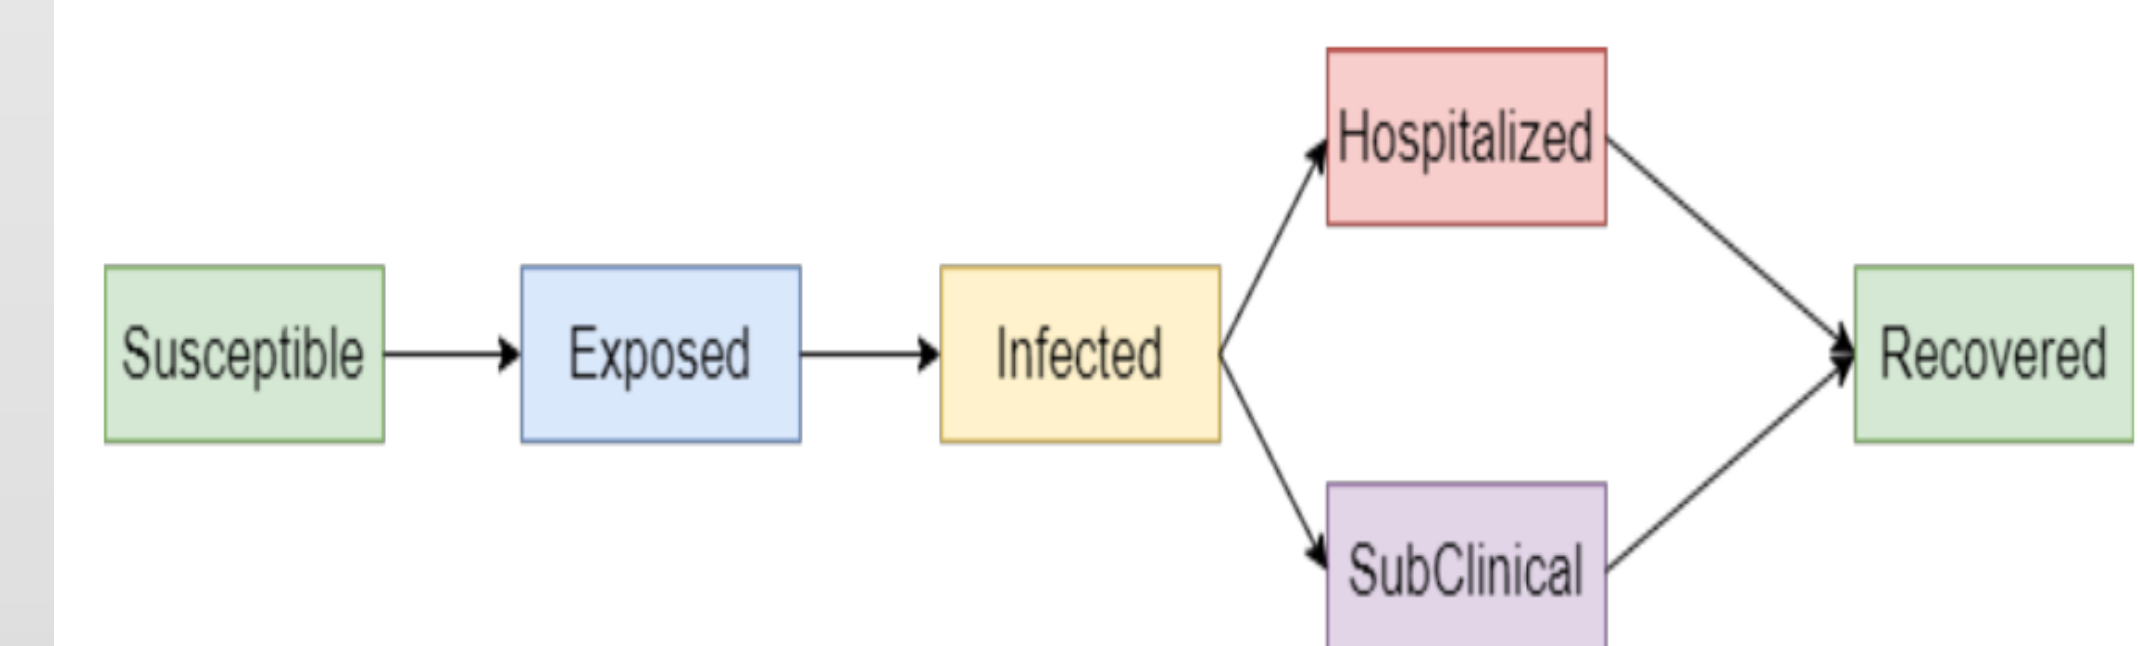 Hospitalized
Susceptible
Exposed
Infected
Recovered
SubClinical